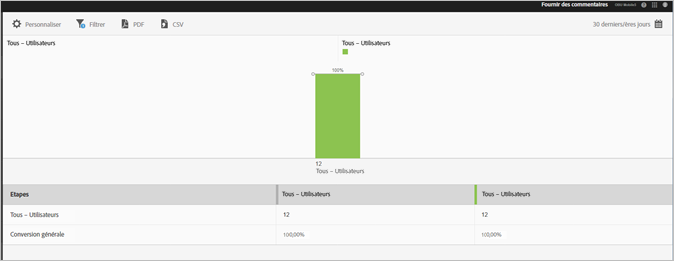 Fournir des commentaires
Personnaliser Filtrer PDF CSV 30 derniers/ères jours
Tous – Utilisateurs Tous – Utilisateurs
100%
12
Tous – Utilisateurs
Etapes Tous – Utilisateurs Tous – Utilisateurs
Tous – Utilisateurs 12 12
Conversion générale 100,00% 100,00%